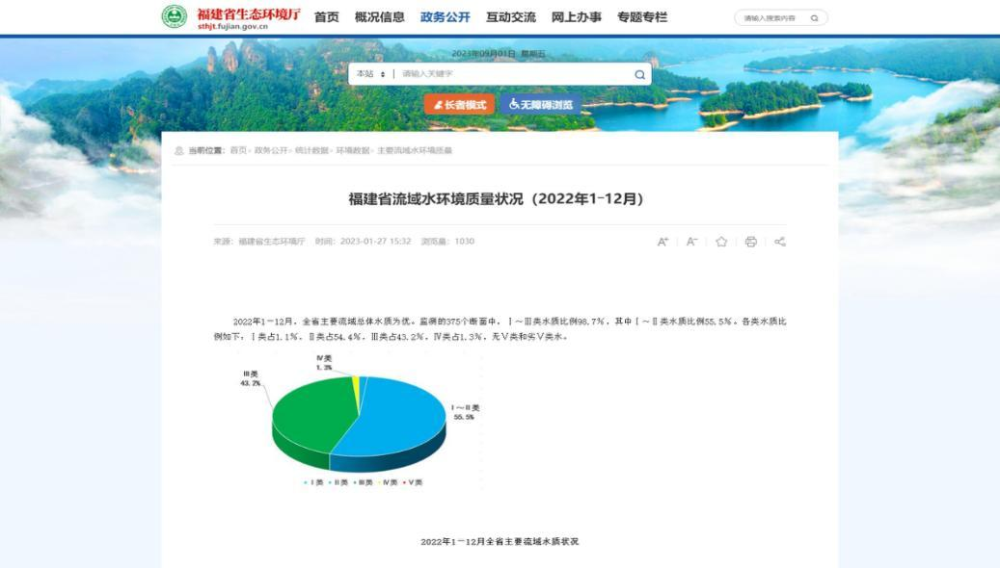 福建省生态环境厅
sthjt.fujian.gov.cn
首页 概况信息 政务公开 互动交流 网上办事 专题专栏
请输入搜索内容
2023年09月01日 星期五
本站 请输入关键字
长者模式 无障碍浏览
当前位置：首页> 政务公开> 统计数据> 环境数据> 主要流域水环境质量
福建省流域水环境质量状况（2022年1-12月）
来源：福建省生态环境厅 时间：2023-01-27 15:32 浏览量：1030
A+ A-
2022年1－12月，全省主要流域总体水质为优。监测的375个断面中，Ⅰ～Ⅲ类水质比例98.7%，其中Ⅰ～Ⅱ类水质比例55.5%。各类水质比
例如下：Ⅰ类占1.1%，Ⅱ类占54.4%，Ⅲ类占43.2%，Ⅳ类占1.3%，无Ⅴ类和劣Ⅴ类水。
Ⅳ类
1.3%
Ⅲ类
43.2%
Ⅰ～Ⅱ类
55.5%
Ⅰ类 Ⅱ类 Ⅲ类 Ⅳ类 Ⅴ类
2022年1－12月全省主要流域水质状况